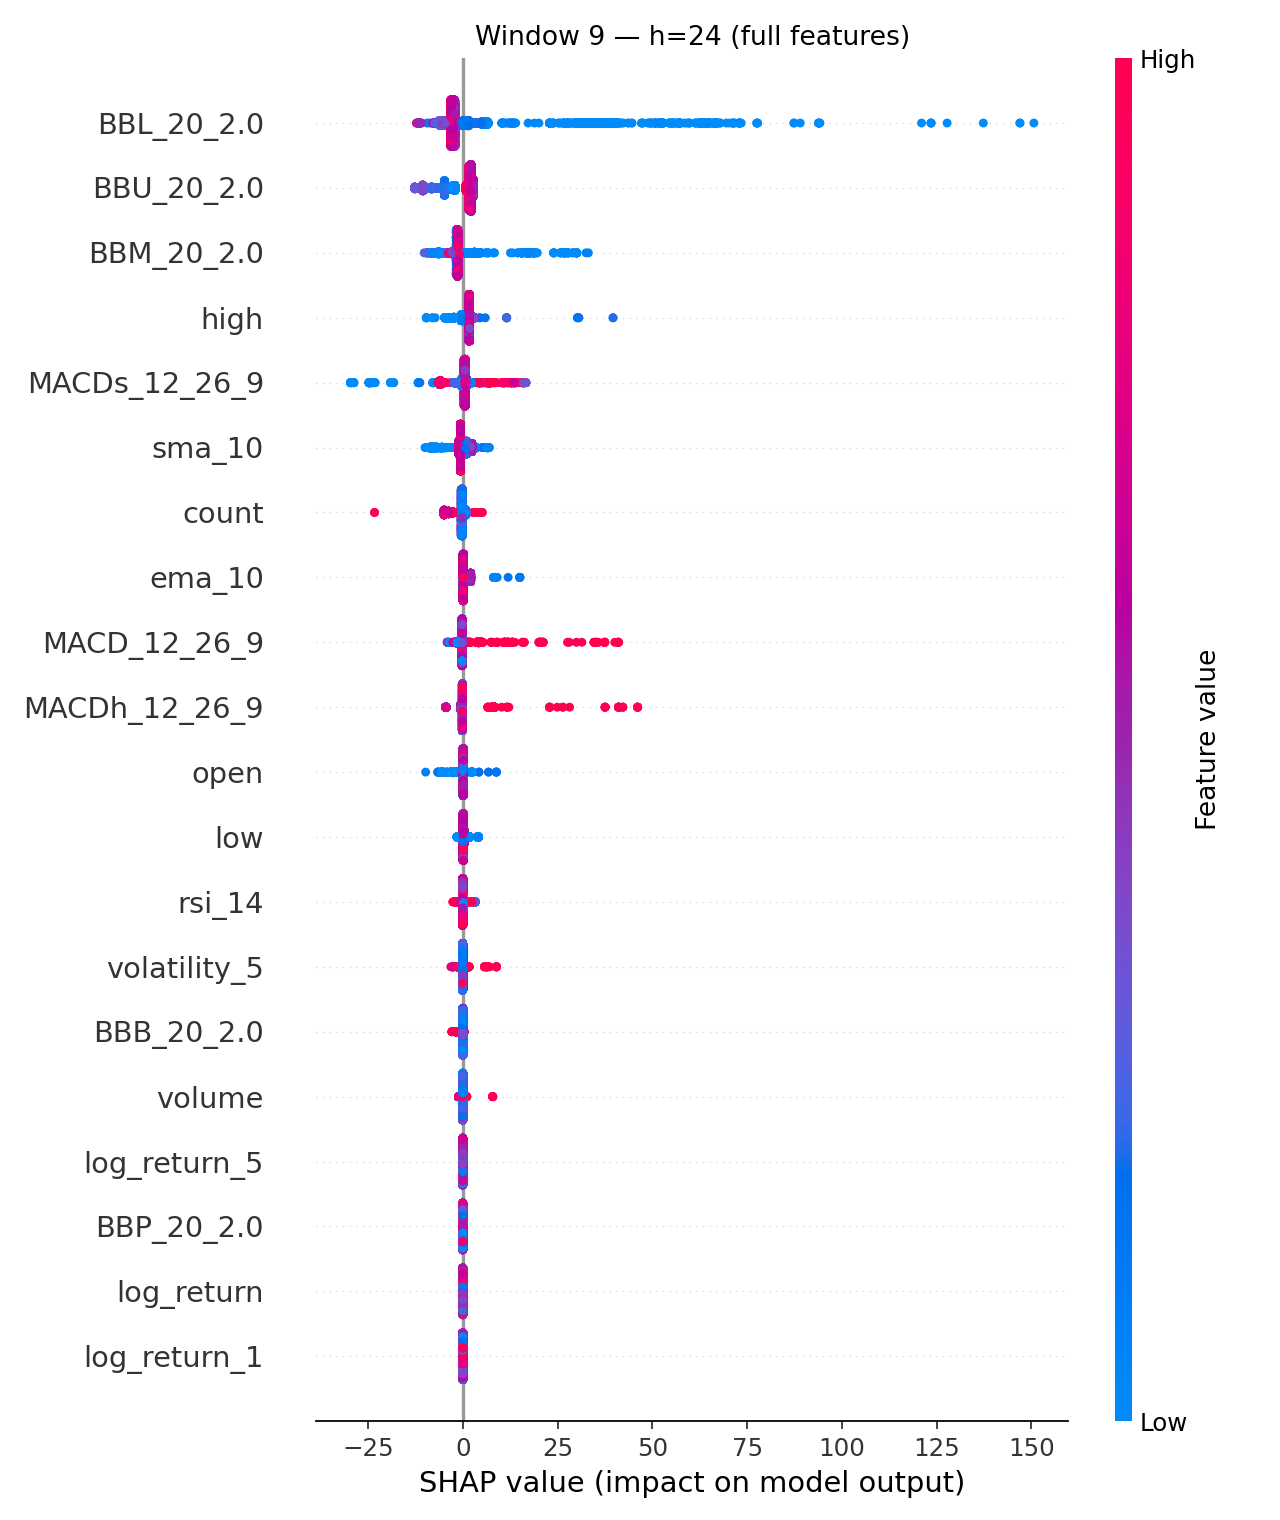 Window 9 — h=24 (full features)
High
BBL_20_2.0
BBU_20_2.0
BBM_20_2.0
high
MACDs_12_26_9
sma_10
count
ema_10
MACD_12_26_9
MACDh_12_26_9
open
low
rsi_14
volatility_5
BBB_20_2.0
volume
log_return_5
BBP_20_2.0
log_return
log_return_1
Feature value
Low
−25 0 25 50 75 100 125 150
SHAP value (impact on model output)